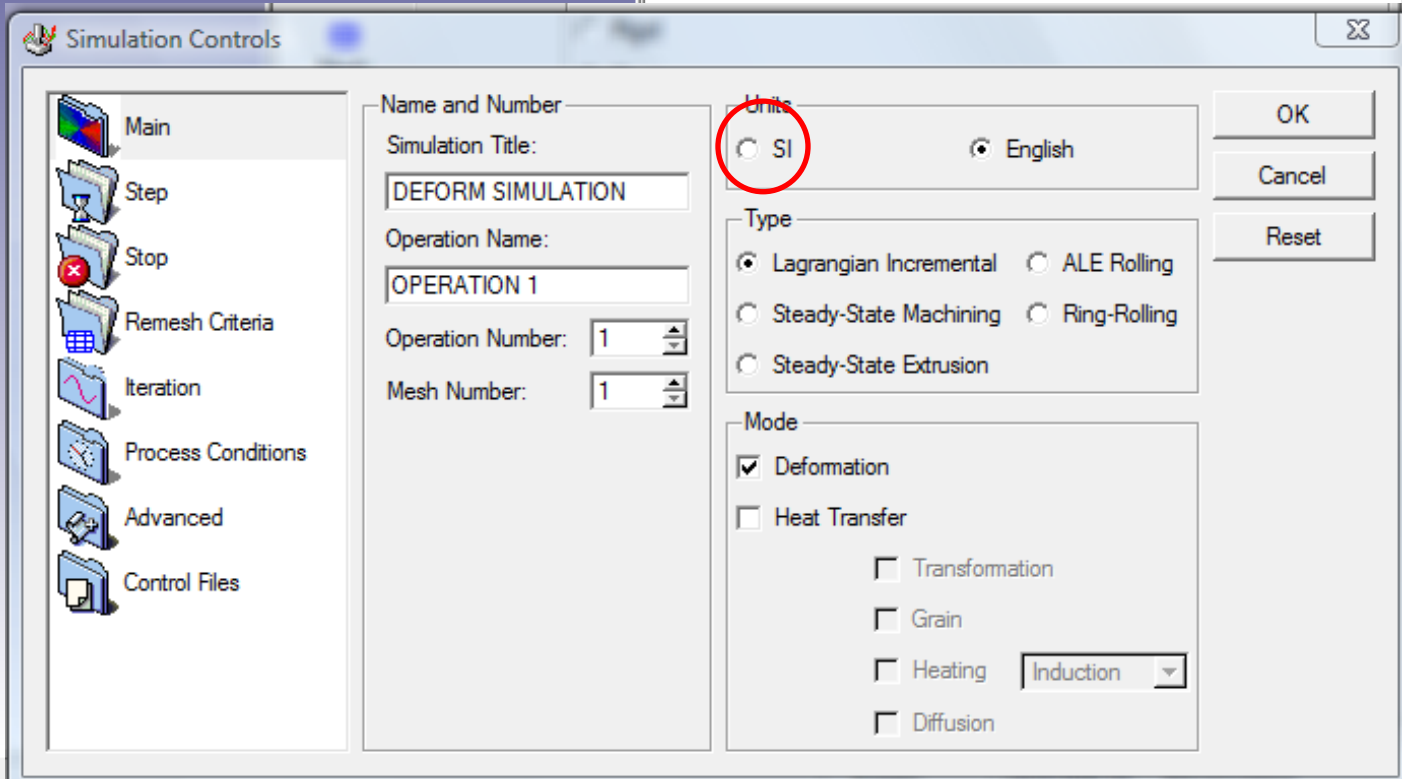 Simulation Controls
Main
Step
Stop
Remesh Criteria
Iteration
Process Conditions
Advanced
Control Files
Name and Number
Simulation Title:
DEFORM SIMULATION
Operation Name:
OPERATION 1
Operation Number: 1
Mesh Number: 1
Units
SI English
Type
Lagrangian Incremental ALE Rolling
Steady-State Machining Ring-Rolling
Steady-State Extrusion
Mode
Deformation
Heat Transfer
Transformation
Grain
Heating Induction
Diffusion
OK
Cancel
Reset